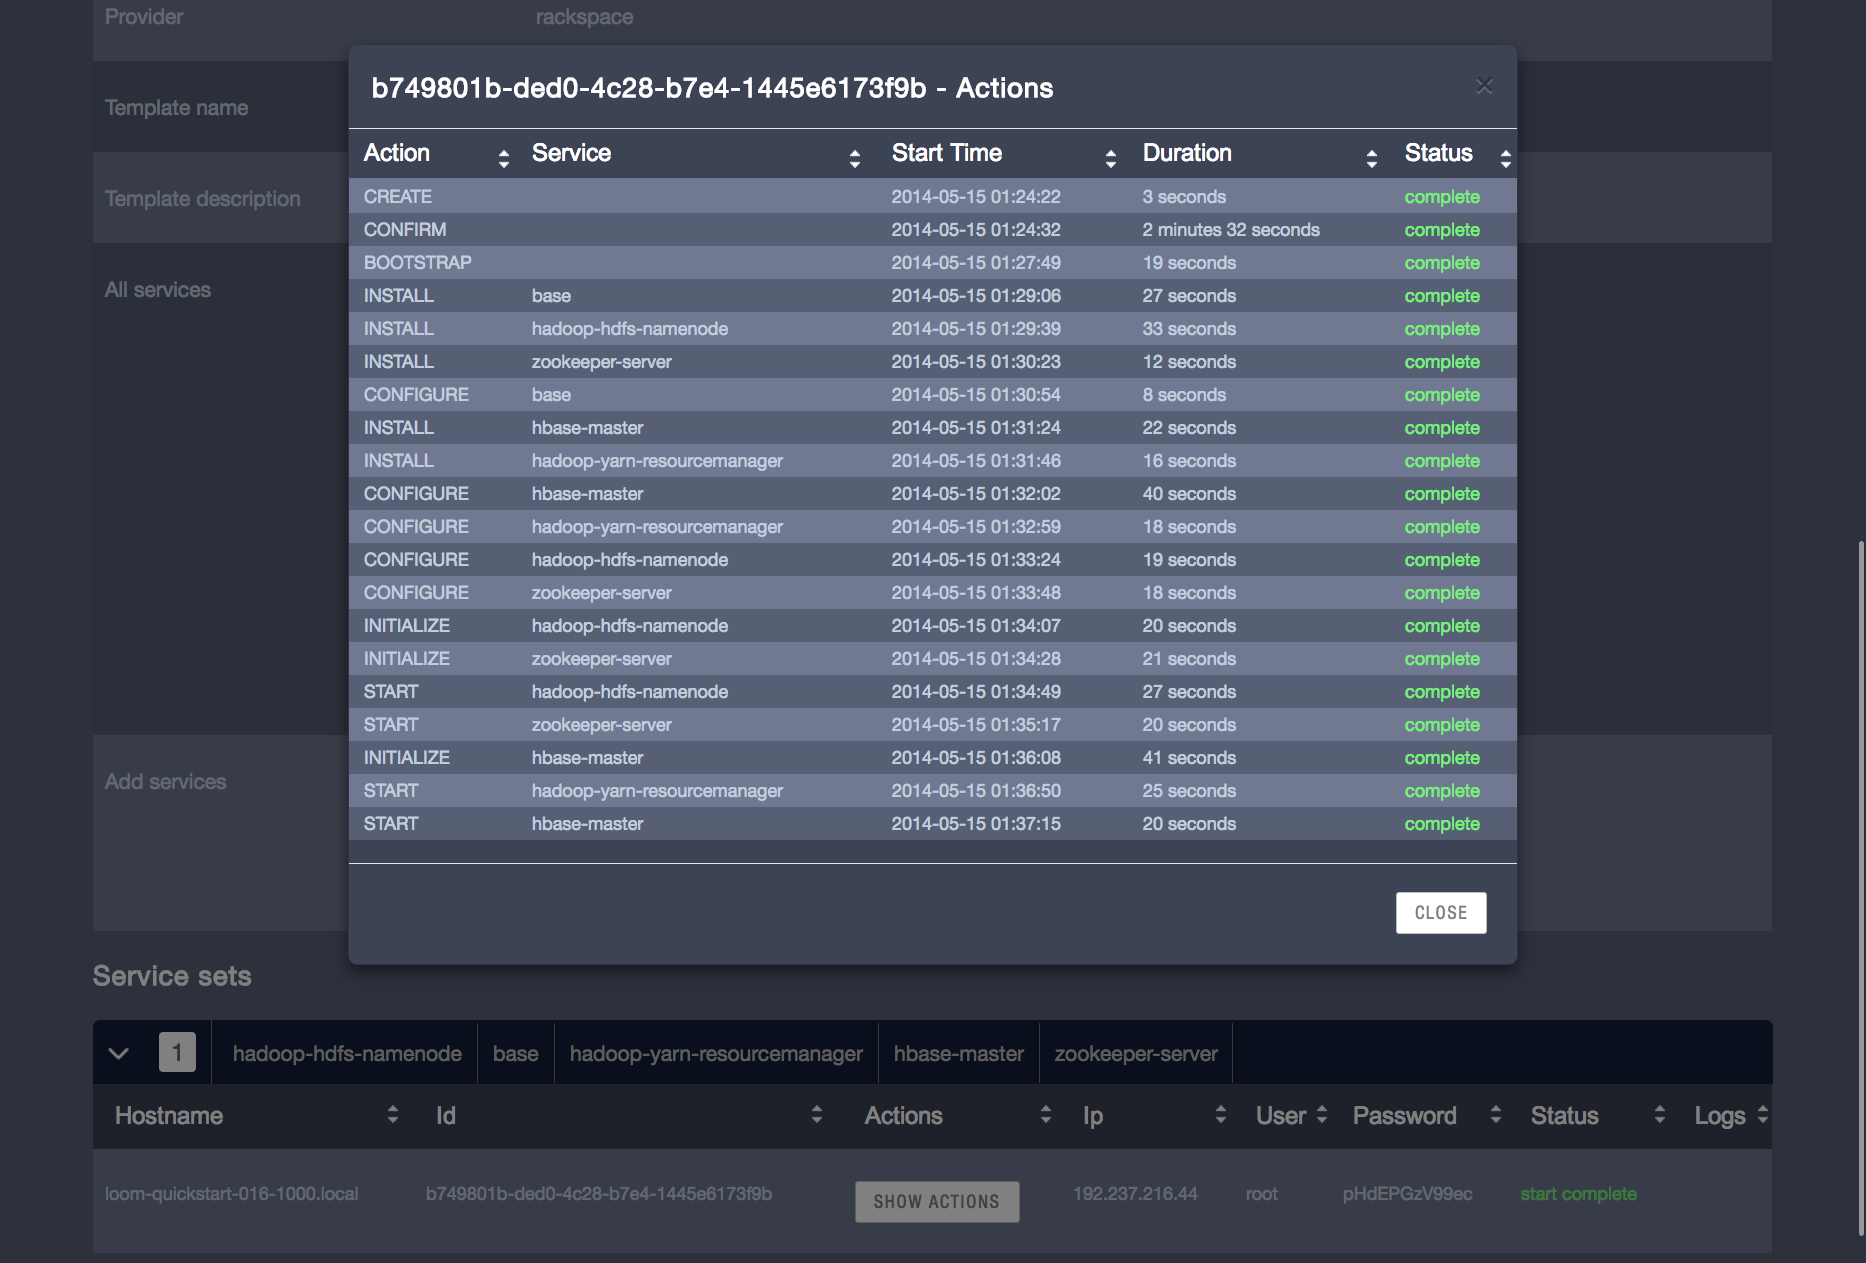 Provider rackspace
b749801b-ded0-4c28-b7e4-1445e6173f9b - Actions
×
Template name
Action Service Start Time Duration Status
Template description
CREATE 2014-05-15 01:24:22 3 seconds complete
CONFIRM 2014-05-15 01:24:32 2 minutes 32 seconds complete
BOOTSTRAP 2014-05-15 01:27:49 19 seconds complete
All services
INSTALL base 2014-05-15 01:29:06 27 seconds complete
INSTALL hadoop-hdfs-namenode 2014-05-15 01:29:39 33 seconds complete
INSTALL zookeeper-server 2014-05-15 01:30:23 12 seconds complete
CONFIGURE base 2014-05-15 01:30:54 8 seconds complete
INSTALL hbase-master 2014-05-15 01:31:24 22 seconds complete
INSTALL hadoop-yarn-resourcemanager 2014-05-15 01:31:46 16 seconds complete
CONFIGURE hbase-master 2014-05-15 01:32:02 40 seconds complete
CONFIGURE hadoop-yarn-resourcemanager 2014-05-15 01:32:59 18 seconds complete
CONFIGURE hadoop-hdfs-namenode 2014-05-15 01:33:24 19 seconds complete
CONFIGURE zookeeper-server 2014-05-15 01:33:48 18 seconds complete
INITIALIZE hadoop-hdfs-namenode 2014-05-15 01:34:07 20 seconds complete
INITIALIZE zookeeper-server 2014-05-15 01:34:28 21 seconds complete
START hadoop-hdfs-namenode 2014-05-15 01:34:49 27 seconds complete
START zookeeper-server 2014-05-15 01:35:17 20 seconds complete
INITIALIZE hbase-master 2014-05-15 01:36:08 41 seconds complete
Add services
START hadoop-yarn-resourcemanager 2014-05-15 01:36:50 25 seconds complete
START hbase-master 2014-05-15 01:37:15 20 seconds complete
CLOSE
Service sets
1 hadoop-hdfs-namenode base hadoop-yarn-resourcemanager hbase-master zookeeper-server
Hostname Id Actions Ip User Password Status Logs
loom-quickstart-016-1000.local b749801b-ded0-4c28-b7e4-1445e6173f9b SHOW ACTIONS 192.237.216.44 root pHdEPGzV99ec start complete